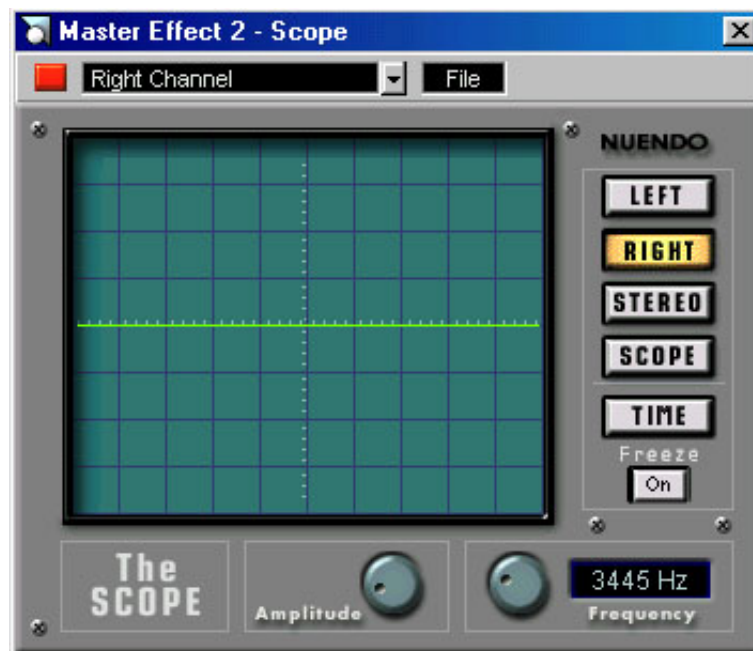 Master Effect 2 - Scope
Right Channel
File
NUENDO
LEFT
RIGHT
STEREO
SCOPE
TIME
Freeze
On
The
SCOPE
Amplitude
3445 Hz
Frequency